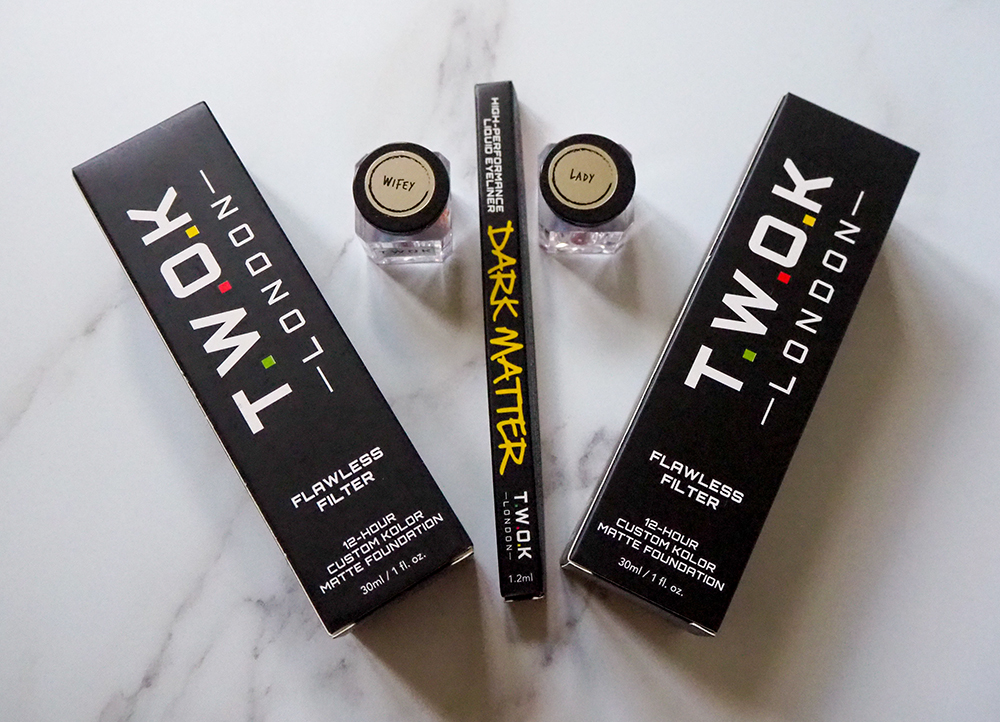 T.W.O.K
—LONDON—
FLAWLESS
FILTER
12-HOUR
CUSTOM KOLOR
MATTE FOUNDATION
30ml / 1 fl. oz.
WIFEY
T.W.O.K
HIGH-PERFORMANCE
LIQUID EYELINER
DARK MATTER
T.W.O.K
—LONDON—
1.2ml
LADY
T.W.O.K
—LONDON—
FLAWLESS
FILTER
12-HOUR
CUSTOM KOLOR
MATTE FOUNDATION
30ml / 1 fl. oz.